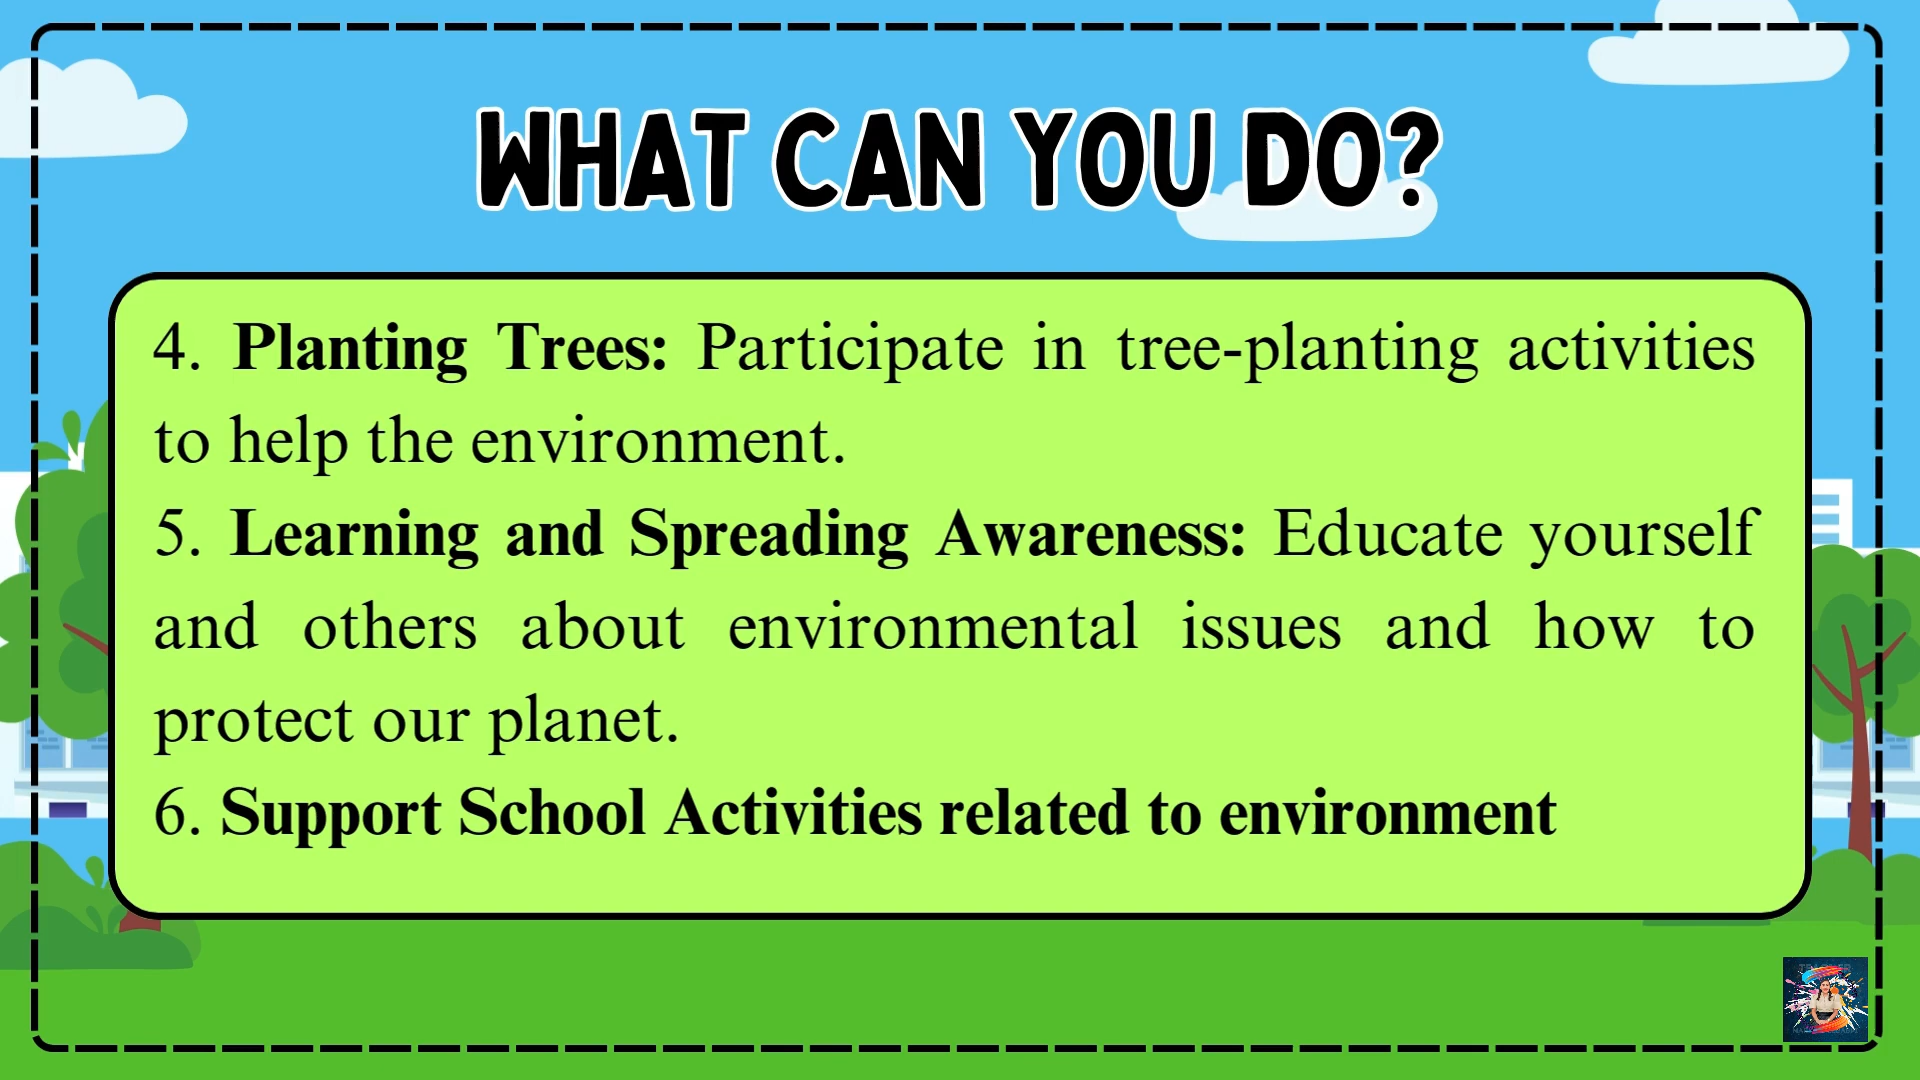 WHAT CAN YOU DO?
4. Planting Trees: Participate in tree-planting activities
to help the environment.
5. Learning and Spreading Awareness: Educate yourself
and others about environmental issues and how to
protect our planet.
6. Support School Activities related to environment